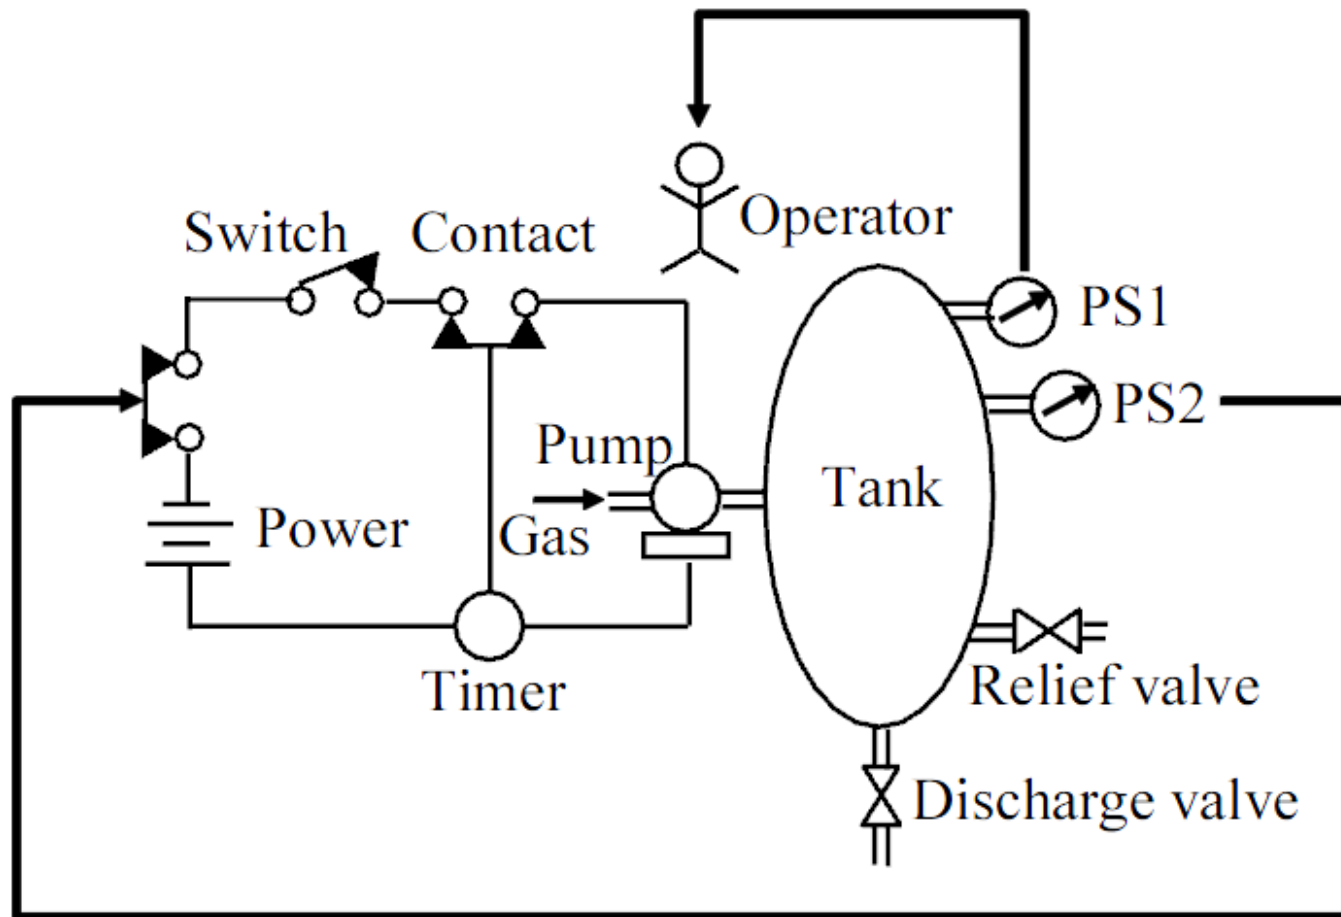 Operator
Switch
Contact
PS1
PS2
Pump
Tank
Gas
Power
Timer
Relief valve
Discharge valve